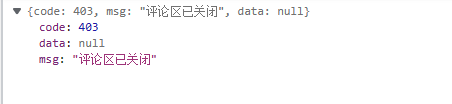 ▼ {code: 403, msg: "评论区已关闭", data: null}
code: 403
data: null
msg: "评论区已关闭"